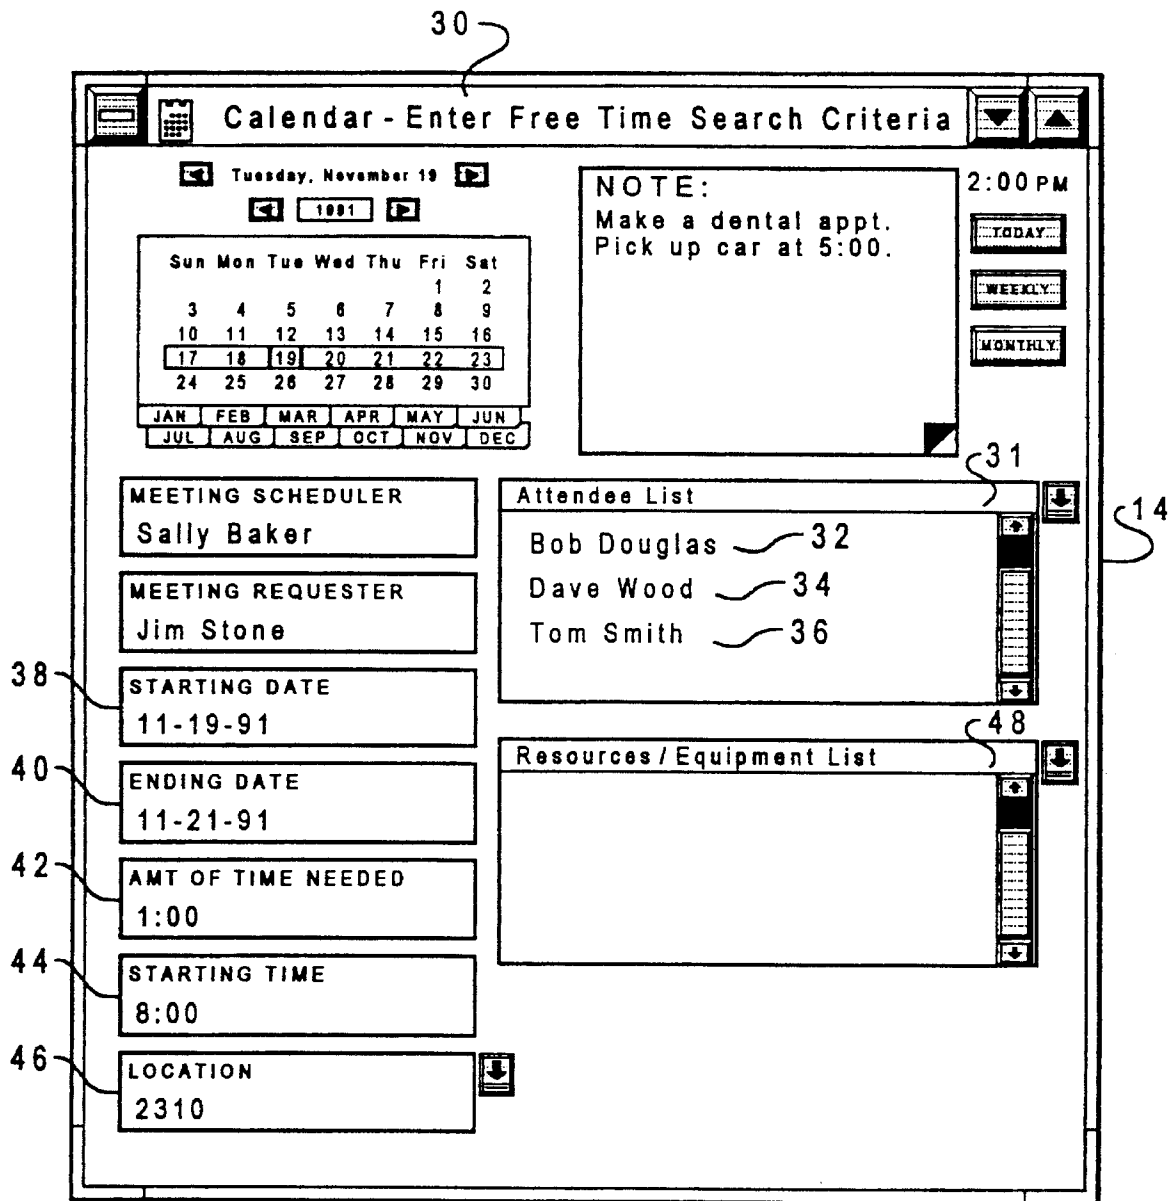 30
Calendar - Enter Free Time Search Criteria
Tuesday, November 19
1991
Sun Mon Tue Wed Thu Fri Sat
1 2
3 4 5 6 7 8 9
10 11 12 13 14 15 16
17 18 19 20 21 22 23
24 25 26 27 28 29 30
JAN FEB MAR APR MAY JUN
JUL AUG SEP OCT NOV DEC
NOTE:
Make a dental appt.
Pick up car at 5:00.
2:00 PM
TODAY
WEEKLY
MONTHLY
14
MEETING SCHEDULER
Sally Baker
MEETING REQUESTER
Jim Stone
38
STARTING DATE
11-19-91
40
ENDING DATE
11-21-91
42
AMT OF TIME NEEDED
1:00
44
STARTING TIME
8:00
46
LOCATION
2310
31
Attendee List
Bob Douglas 32
Dave Wood 34
Tom Smith 36
48
Resources / Equipment List